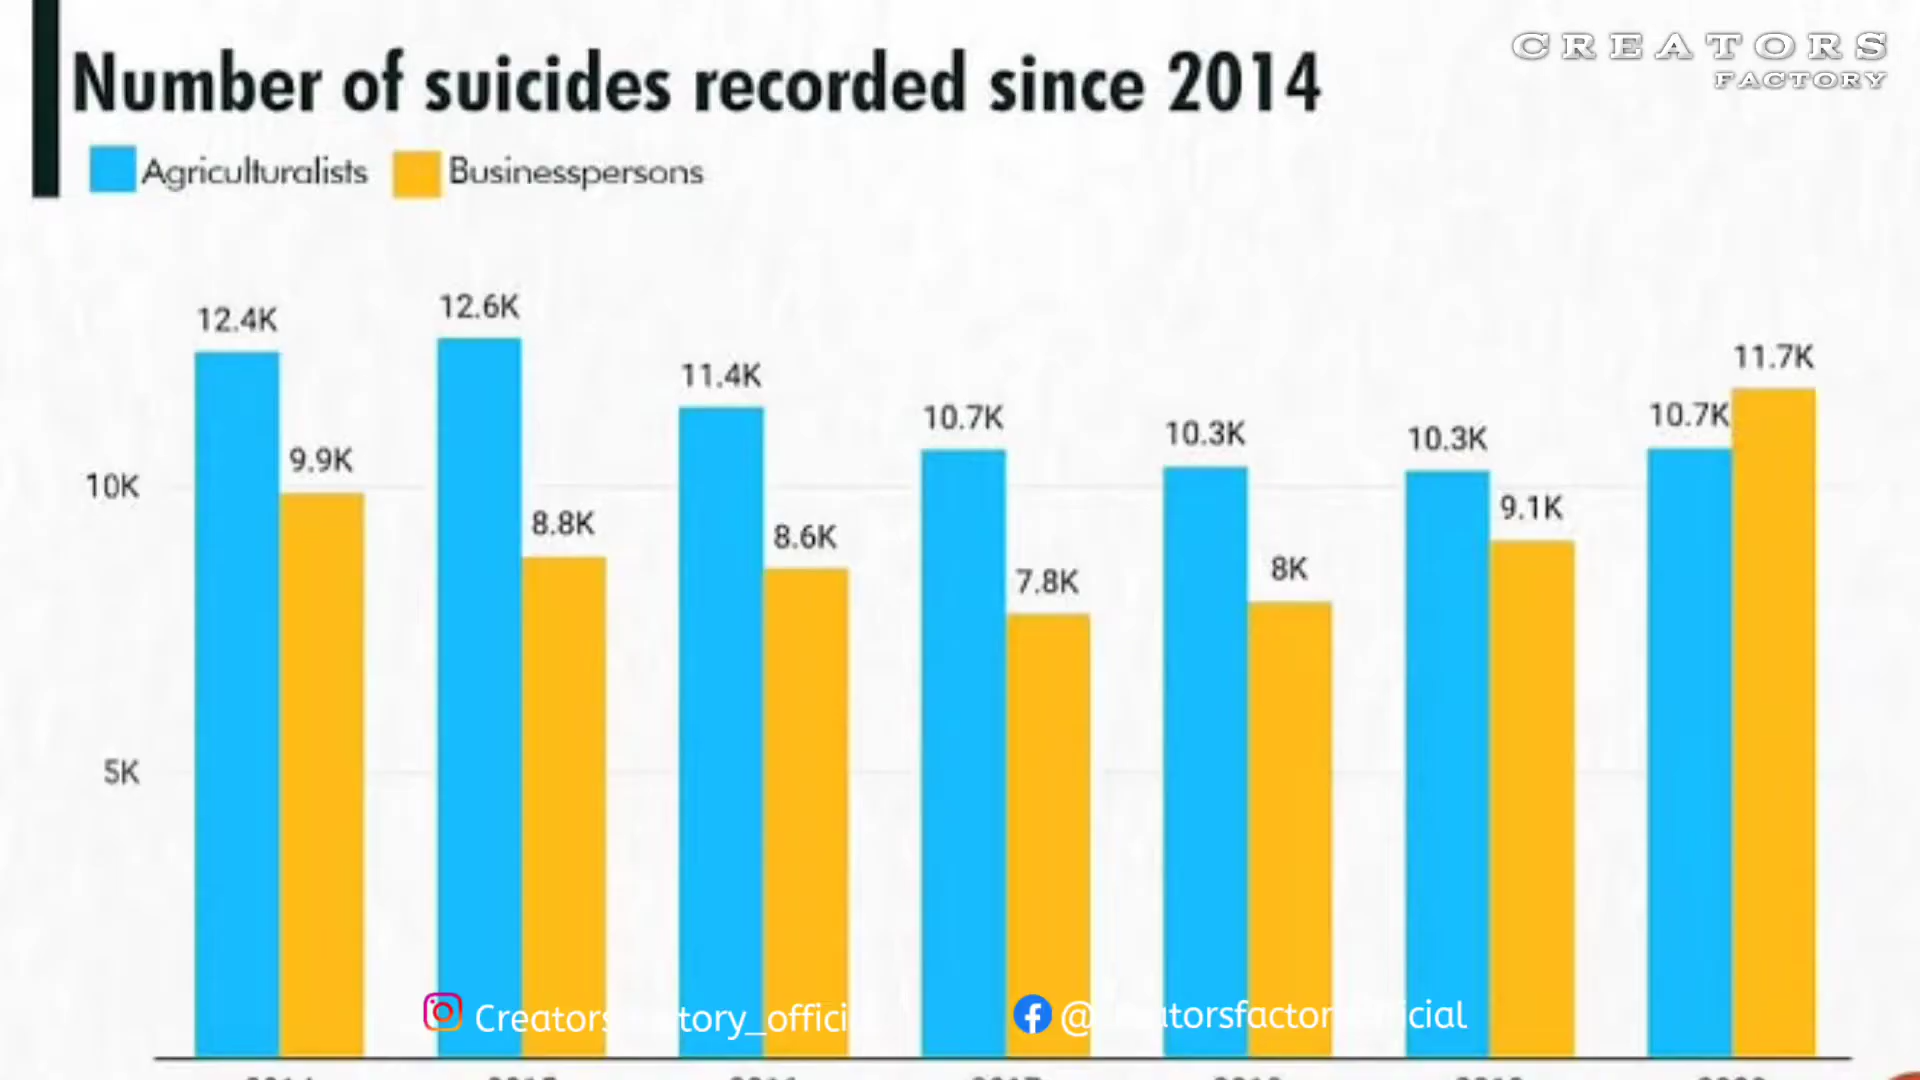 CREATORS
FACTORY
Number of suicides recorded since 2014
Agriculturalists Businesspersons
12.4K 9.9K 12.6K 8.8K 11.4K 8.6K 10.7K 7.8K 10.3K 8K 10.3K 9.1K 10.7K 11.7K
10K
5K